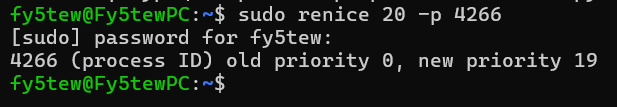 fy5tew@Fy5tewPC:~$ sudo renice 20 -p 4266
[sudo] password for fy5tew:
4266 (process ID) old priority 0, new priority 19
fy5tew@Fy5tewPC:~$